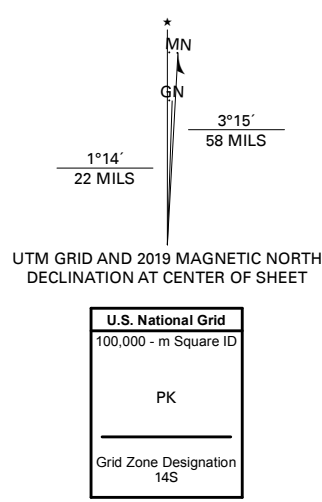 ★
MN
GN
3°15´
58 MILS
1°14´
22 MILS
UTM GRID AND 2019 MAGNETIC NORTH
DECLINATION AT CENTER OF SHEET
U.S. National Grid
100,000 - m Square ID
PK
Grid Zone Designation
14S